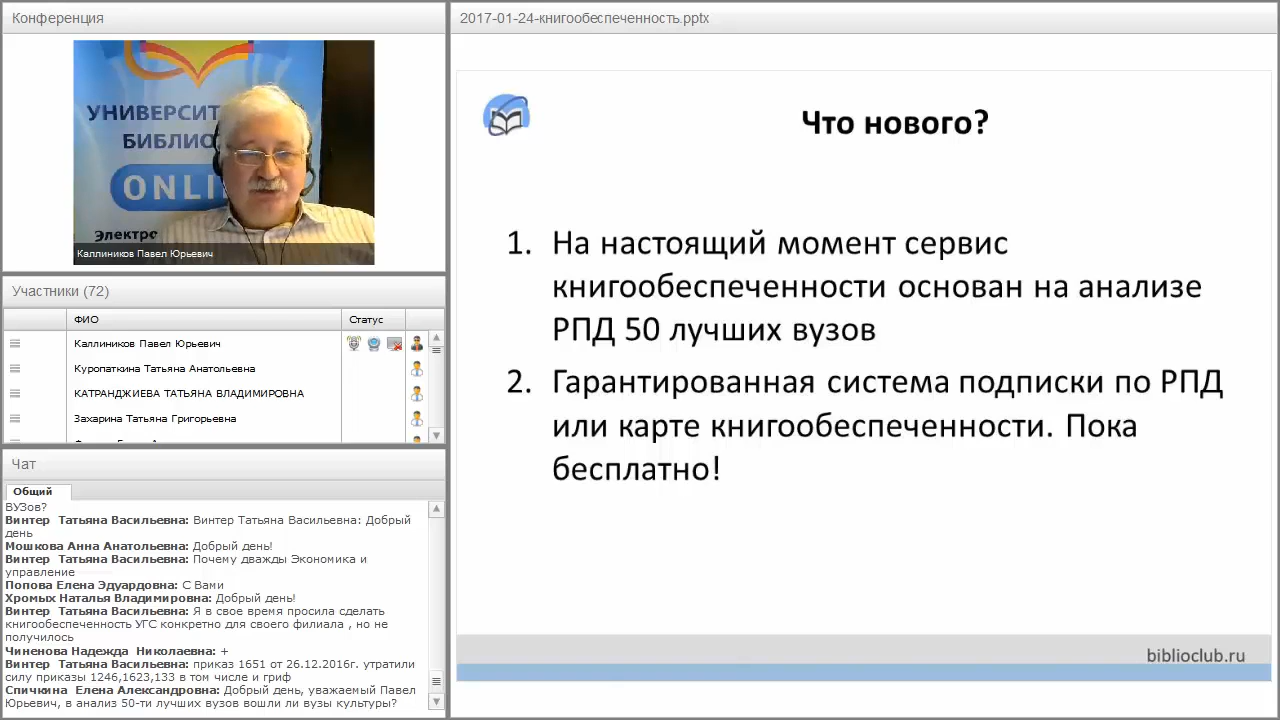 Конференция
УНИВЕРСИТ
БИБЛИО
ONLI
Электро
Каллиников Павел Юрьевич
Участники (72)
ФИО Статус
Каллиников Павел Юрьевич
Куропаткина Татьяна Анатольевна
КАТРАНДЖИЕВА ТАТЬЯНА ВЛАДИМИРОВНА
Захарина Татьяна Григорьевна
Чат
Общий
ВУЗов?
Винтер Татьяна Васильевна: Винтер Татьяна Васильевна: Добрый
день
Мошкова Анна Анатольевна: Добрый день!
Винтер Татьяна Васильевна: Почему дважды Экономика и
управление
Попова Елена Эдуардовна: С Вами
Хромых Наталья Владимировна: Добрый день!
Винтер Татьяна Васильевна: Я в свое время просила сделать
книгообеспеченность УГС конкретно для своего филиала , но не
получилось
Чиненова Надежда Николаевна: +
Винтер Татьяна Васильевна: приказ 1651 от 26.12.2016г. утратили
силу приказы 1246,1623,133 в том числе и гриф
Спичкина Елена Александровна: Добрый день, уважаемый Павел
Юрьевич, в анализ 50-ти лучших вузов вошли ли вузы культуры?
2017-01-24-книгообеспеченность.pptx
Что нового?
1. На настоящий момент сервис
книгообеспеченности основан на анализе
РПД 50 лучших вузов
2. Гарантированная система подписки по РПД
или карте книгообеспеченности. Пока
бесплатно!
biblioclub.ru